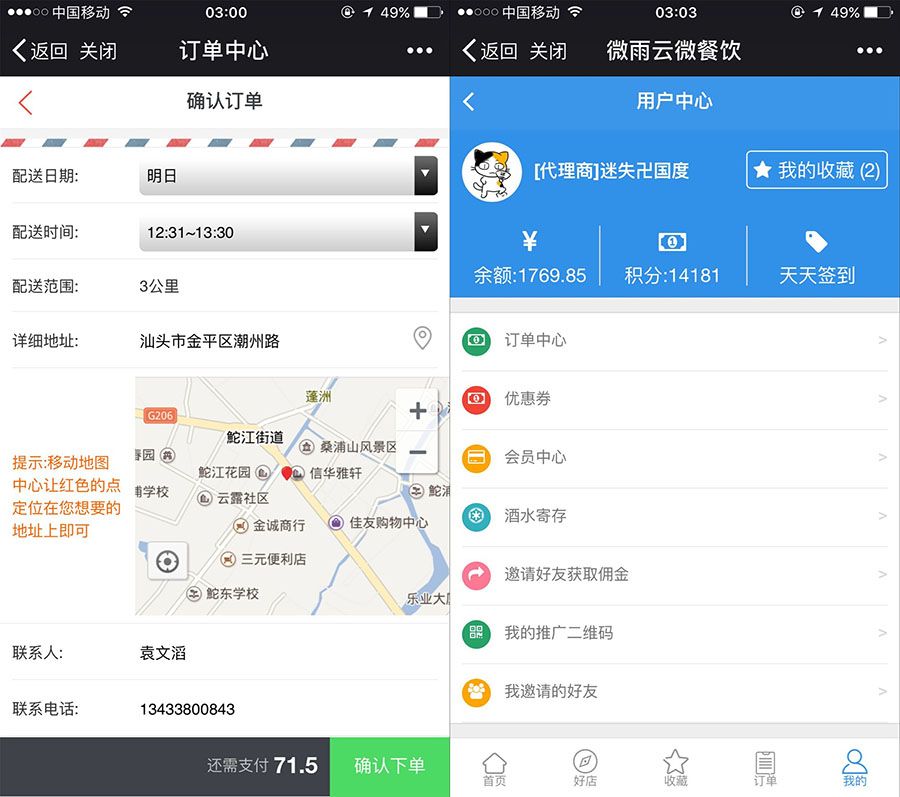 中国移动
03:00
49%
返回 关闭
订单中心
确认订单
配送日期:
明日
配送时间:
12:31~13:30
配送范围:
3公里
详细地址:
汕头市金平区潮州路
提示:移动地图
中心让红色的点
定位在您想要的
地址上即可
蓬洲
G206
鮀江街道
桑浦山风景区
春园
鮀江花园
信华雅轩
浦学校
云露社区
鮀浦
金诚商行
佳友购物中心
三元便利店
鮀东学校
乐业大厦
+
−
联系人:
袁文滔
联系电话:
13433800843
还需支付 71.5
确认下单
中国移动
03:03
49%
返回 关闭
微雨云微餐饮
用户中心
[代理商]迷失卍国度
我的收藏 (2)
¥
余额:1769.85
积分:14181
天天签到
订单中心 >
优惠券 >
会员中心 >
酒水寄存 >
邀请好友获取佣金 >
我的推广二维码 >
我邀请的好友 >
首页
好店
收藏
订单
我的